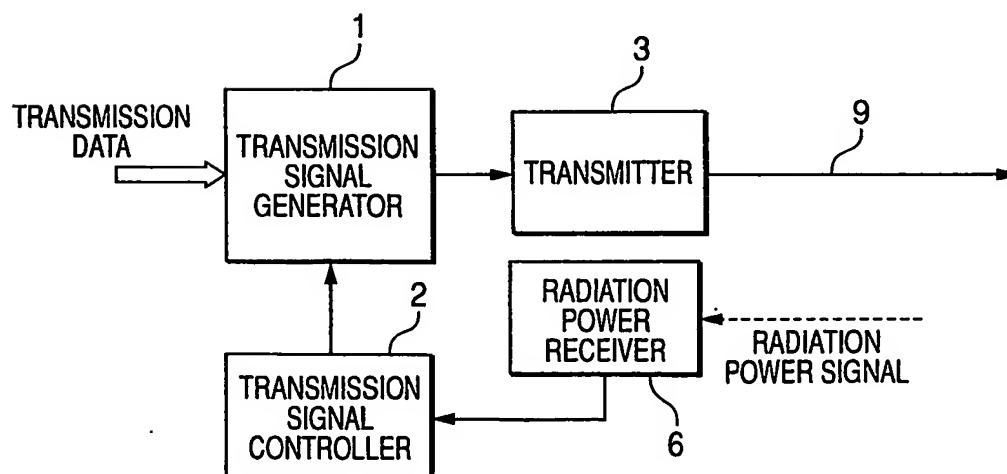 1
3
9
TRANSMISSION
DATA
TRANSMISSION
SIGNAL
GENERATOR
TRANSMITTER
2
RADIATION
POWER
RECEIVER
RADIATION
POWER SIGNAL
TRANSMISSION
SIGNAL
CONTROLLER
6